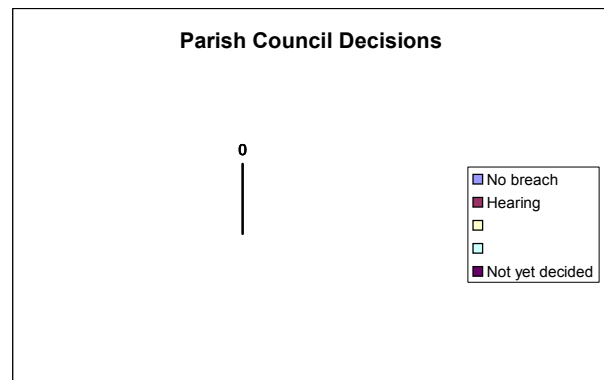 Parish Council Decisions
0
No breach
Hearing
Not yet decided